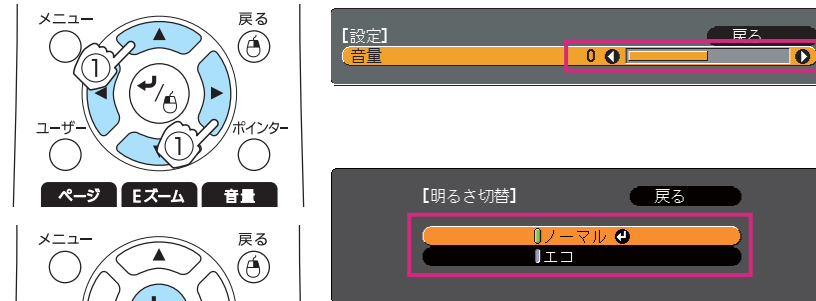 メニュー 戻る
①
ユーザー ポインター
①
ページ Eズーム 音量
【設定】 戻る
音量 0
【明るさ切替】 戻る
ノーマル
エコ
メニュー 戻る